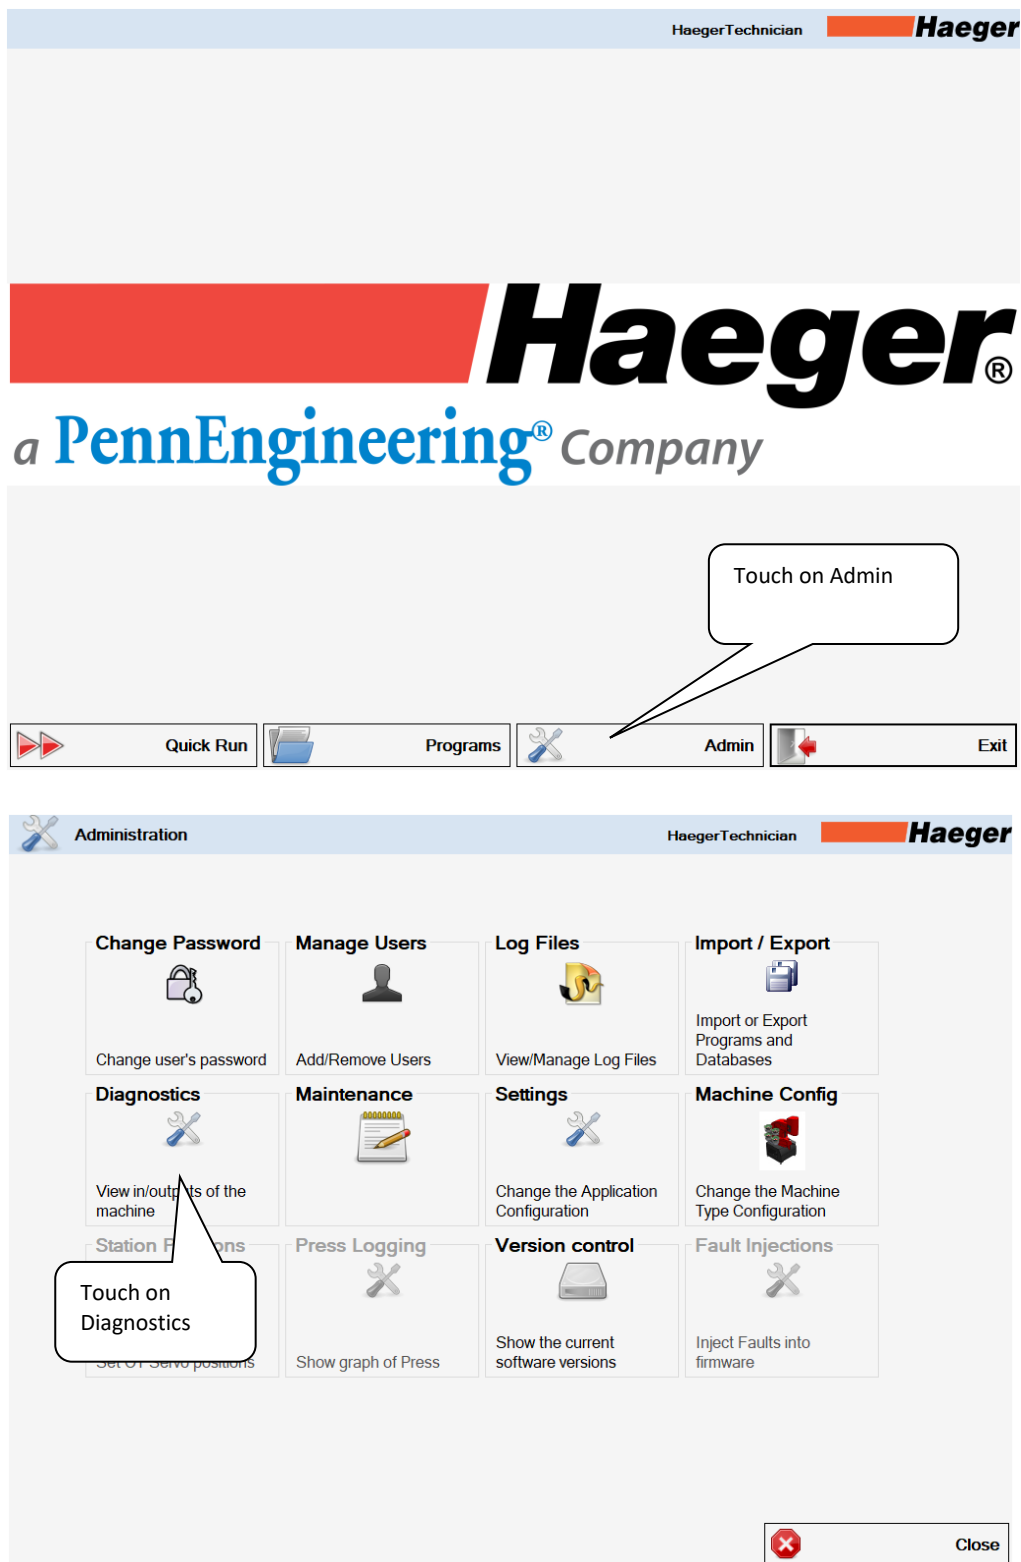 HaegerTechnician
Haeger
Haeger®
a PennEngineering® Company
Touch on Admin
Quick Run
Programs
Admin
Exit
Administration
HaegerTechnician
Haeger
Change Password
Manage Users
Log Files
Import / Export
Change user's password
Add/Remove Users
View/Manage Log Files
Import or Export
Programs and
Databases
Diagnostics
Maintenance
Settings
Machine Config
View in/outputs of the
machine
Change the Application
Configuration
Change the Machine
Type Configuration
Station
Press Logging
Version control
Fault Injections
Touch on
Diagnostics
Servo positions
Show graph of Press
Show the current
software versions
Inject Faults into
firmware
Close